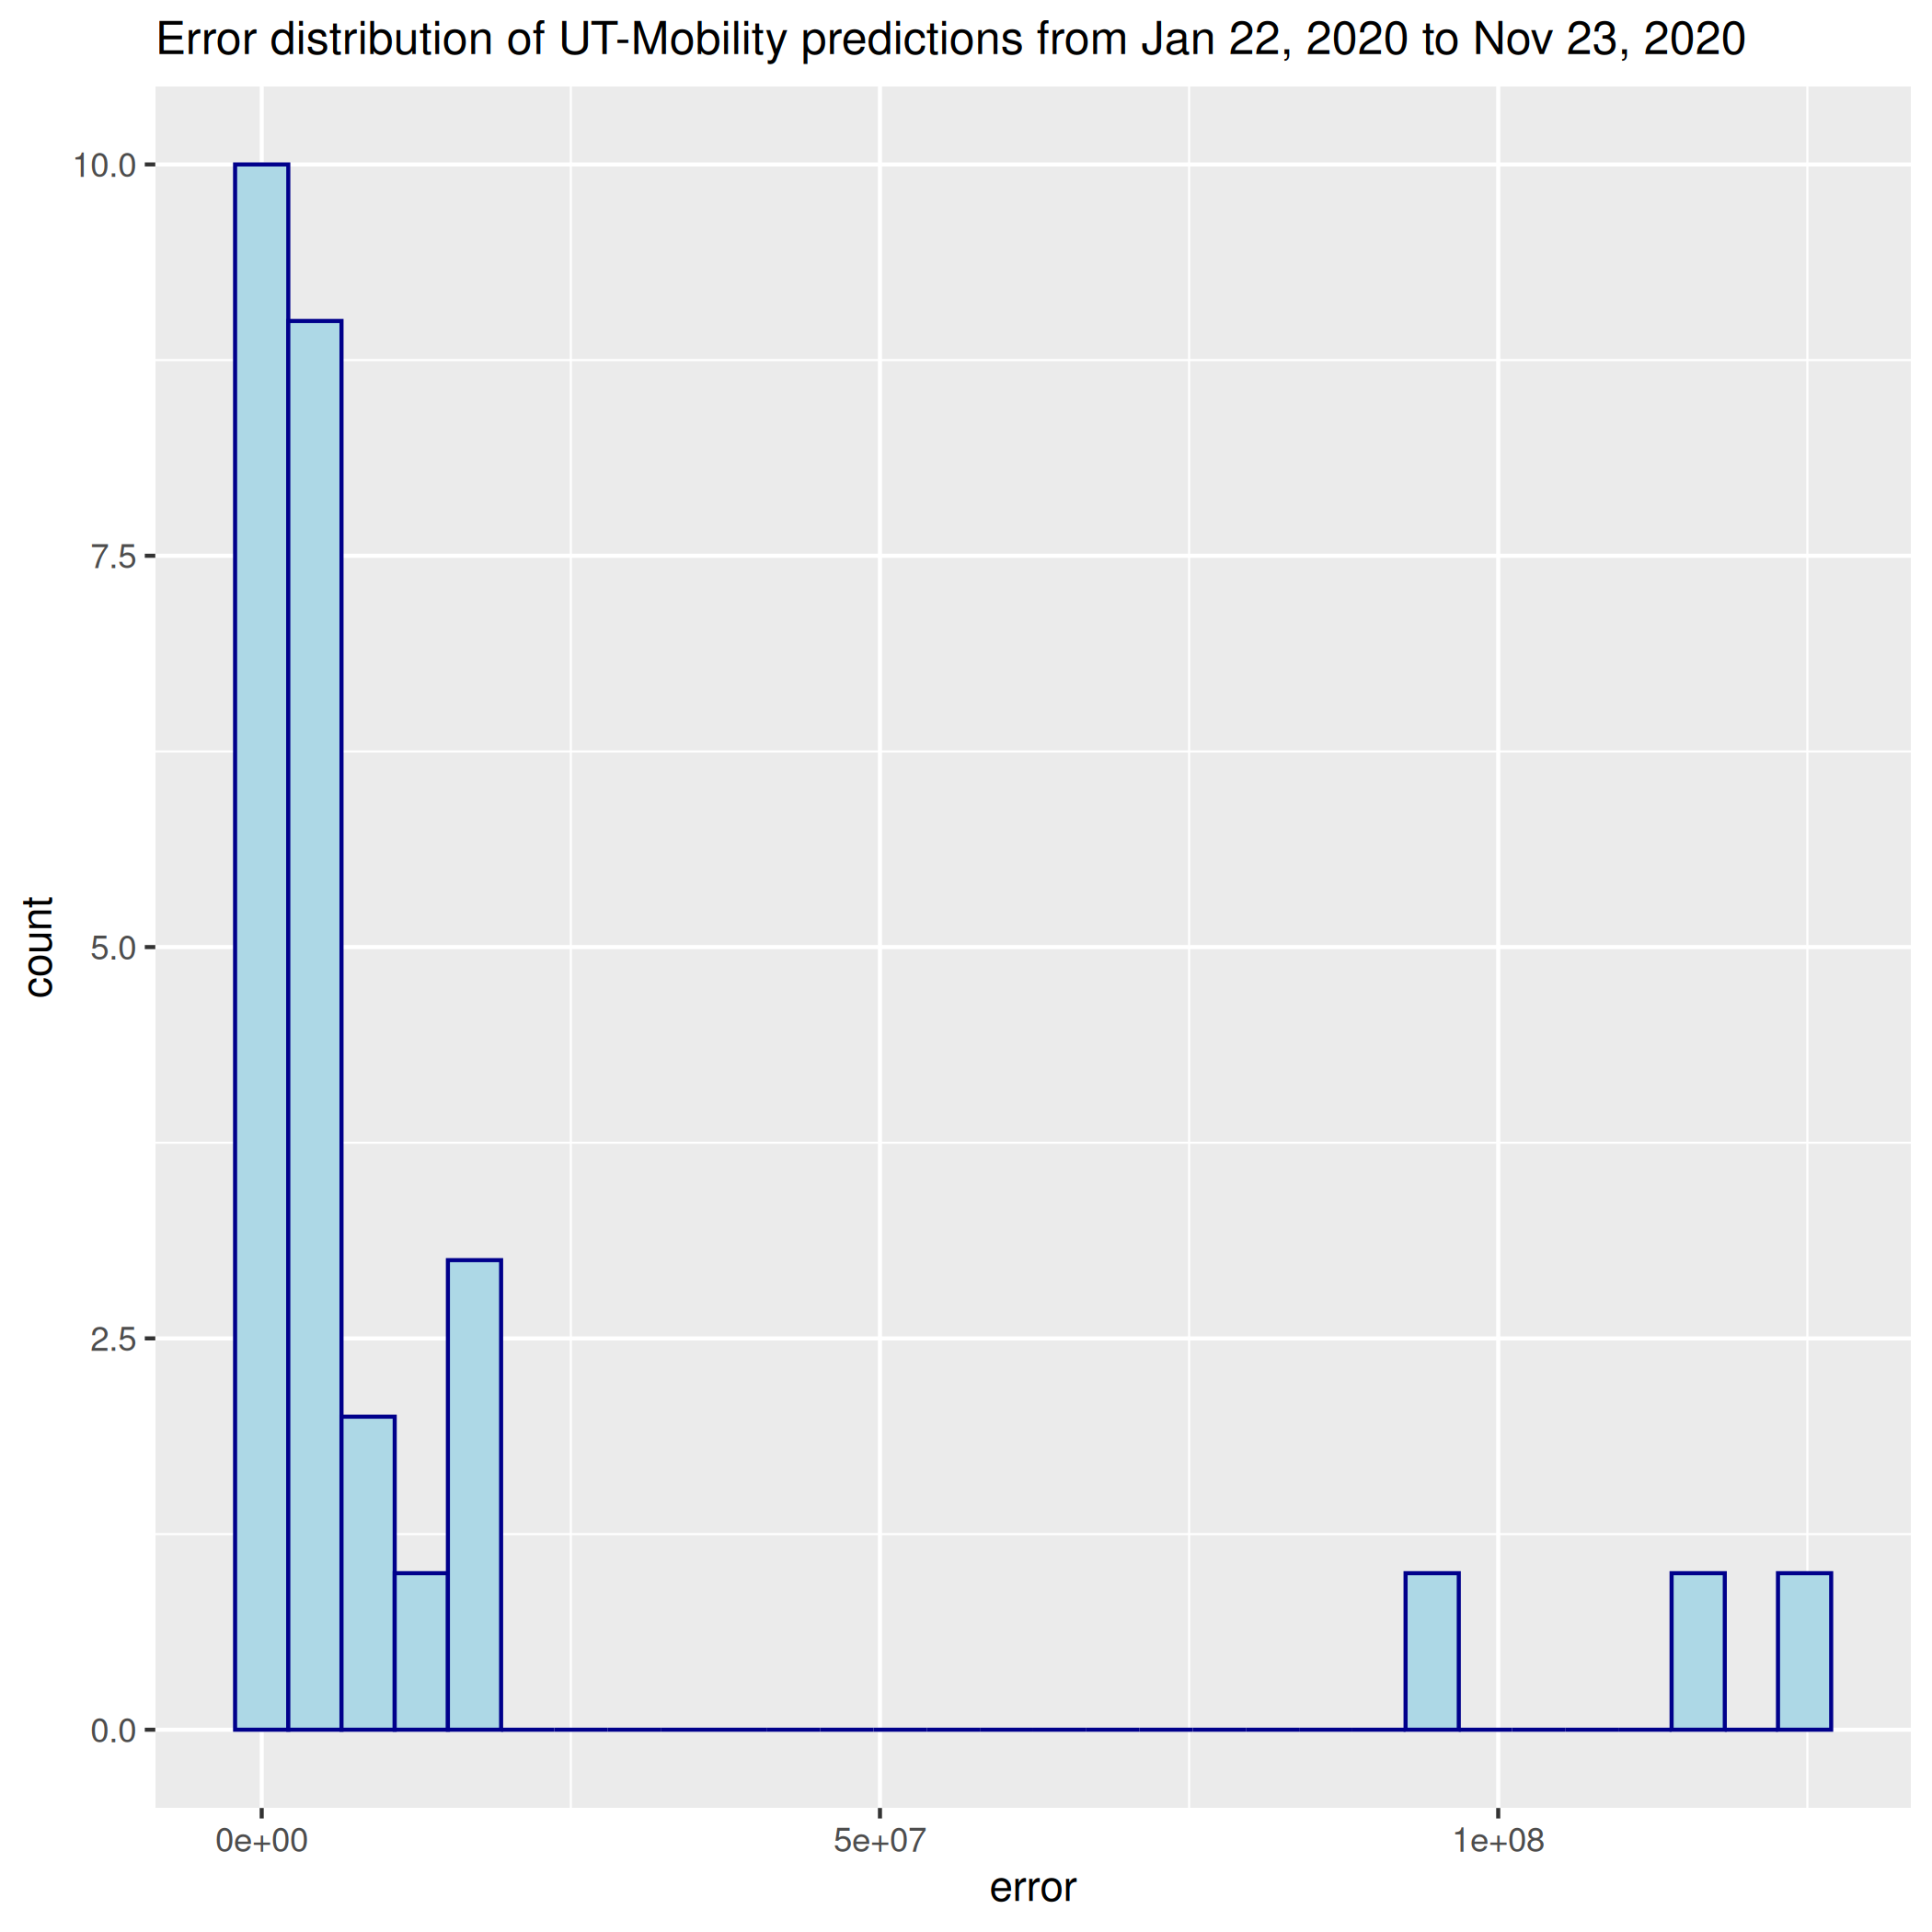 Error distribution of UT-Mobility predictions from Jan 22, 2020 to Nov 23, 2020
10.0
7.5
5.0
2.5
0.0
count
0e+00 5e+07 1e+08
error